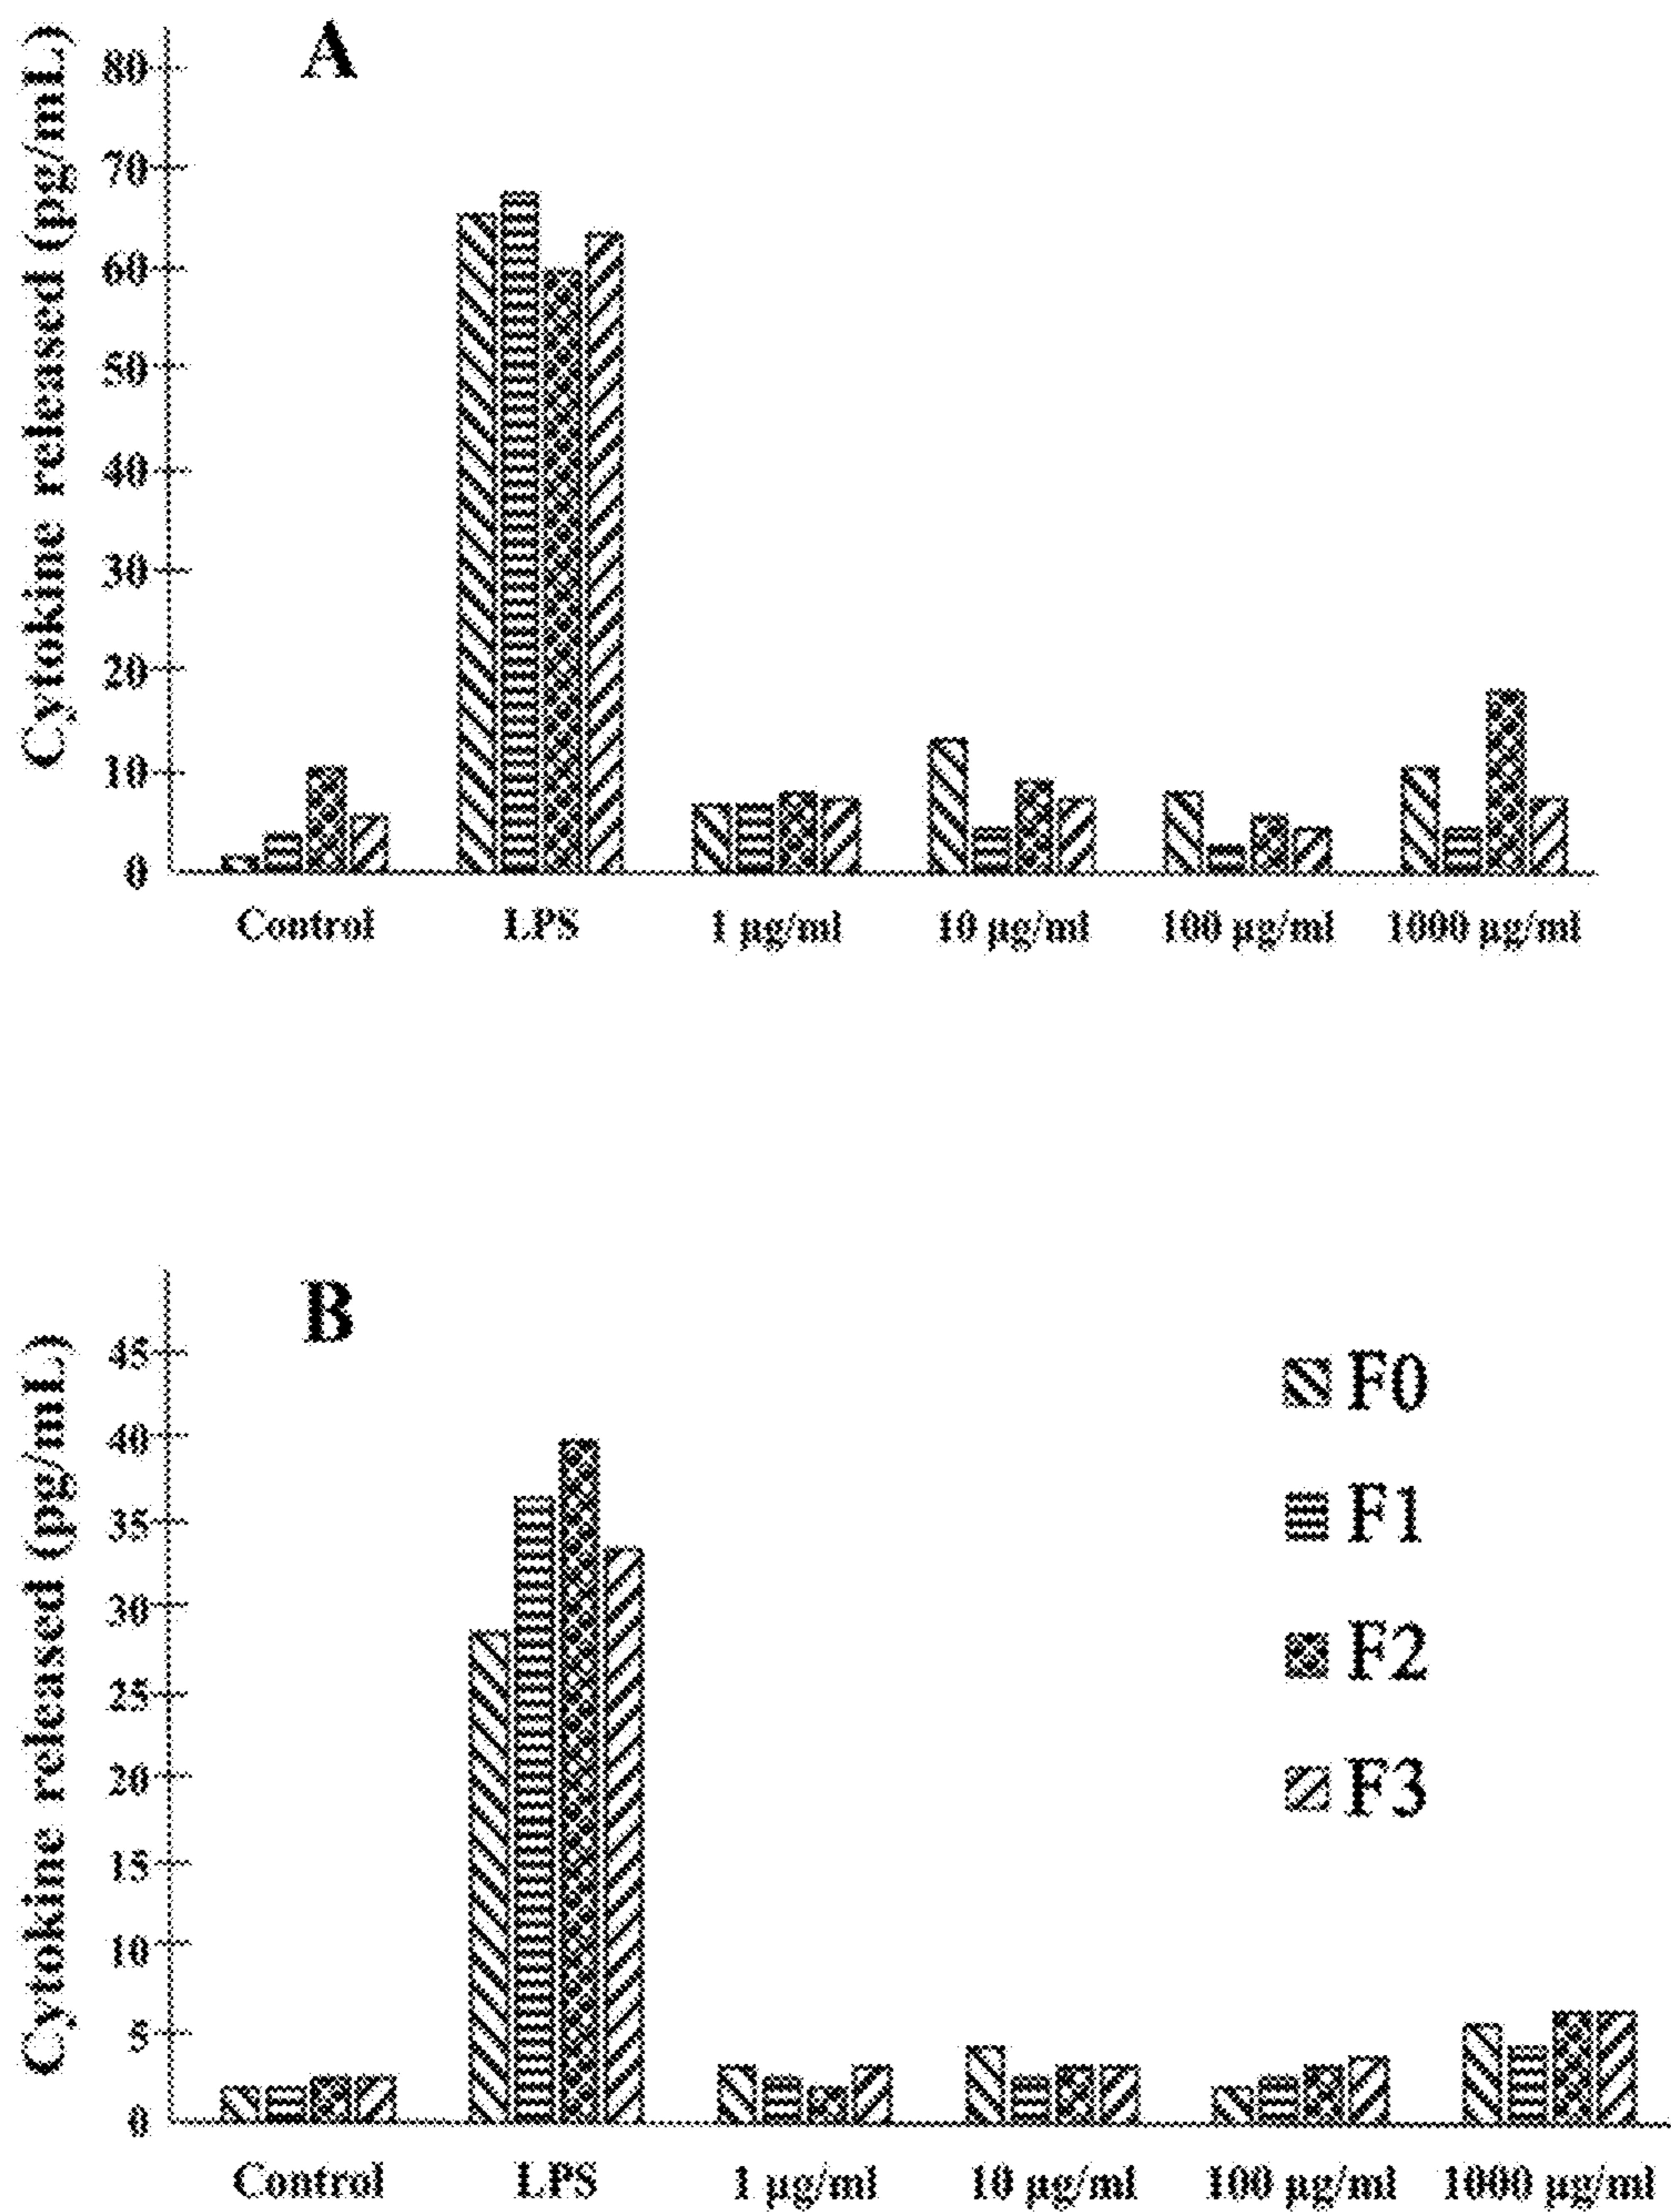 A
Cytokine released (pg/mL)
80
70
60
50
40
30
20
10
0
Control LPS 1 µg/ml 10 µg/ml 100 µg/ml 1000 µg/ml
B
Cytokine released (pg/mL)
45
40
35
30
25
20
15
10
5
0
F0
F1
F2
F3
Control LPS 1 µg/ml 10 µg/ml 100 µg/ml 1000 µg/ml